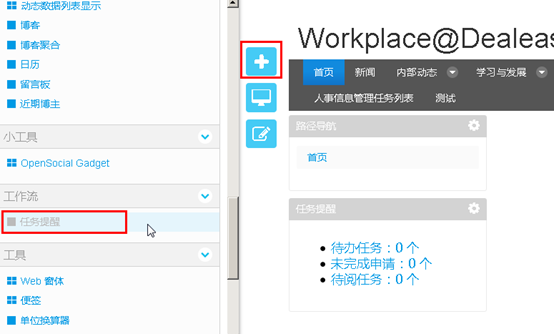 动态数据列表显示
博客
博客聚合
日历
留言板
近期博主
小工具
OpenSocial Gadget
工作流
任务提醒
工具
Web 窗体
便签
单位换算器
Workplace@Dealeas
首页 新闻 内部动态 学习与发展
人事信息管理任务列表 测试
路径导航
首页
任务提醒
待办任务：0 个
未完成申请：0 个
待阅任务：0 个